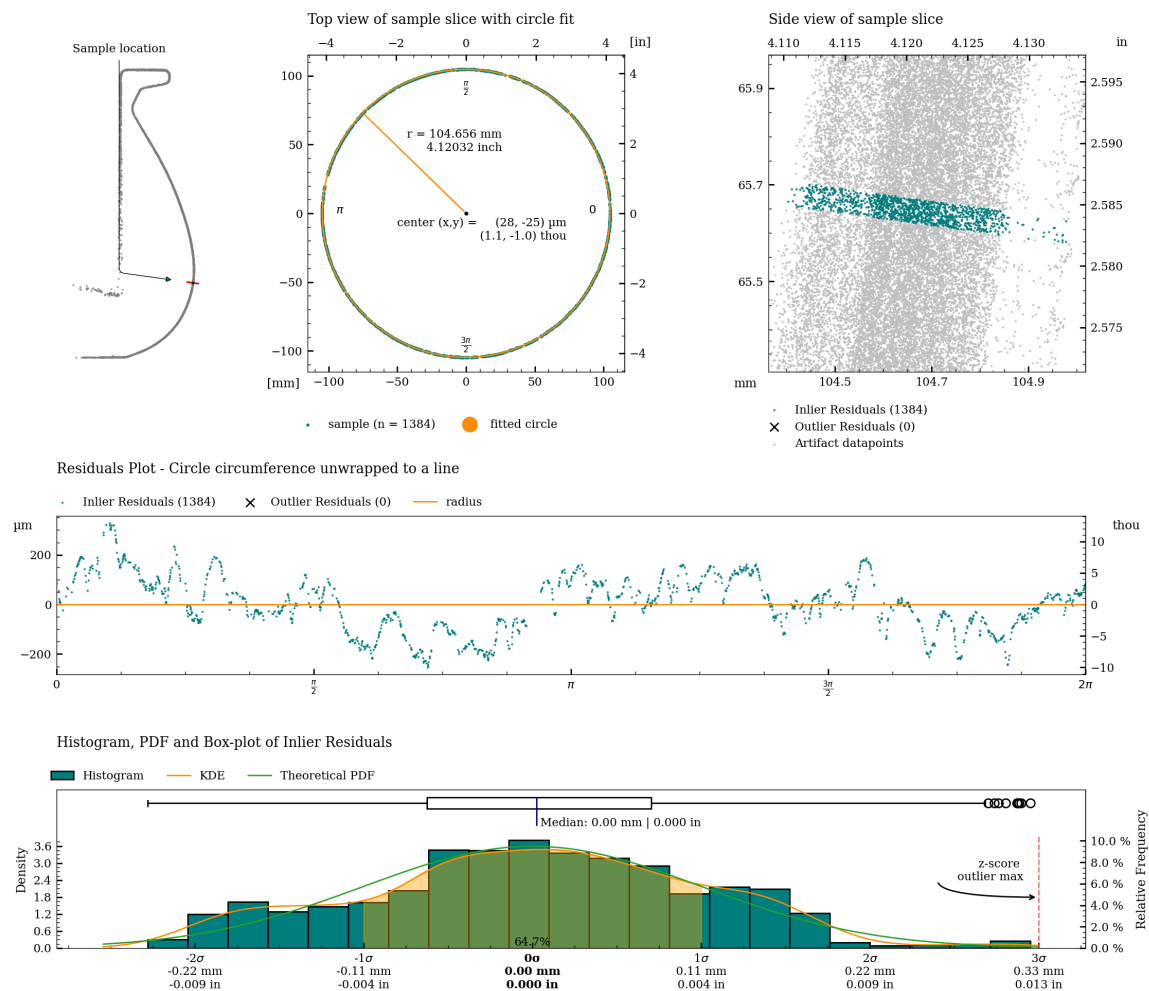 Top view of sample slice with circle fit
Side view of sample slice
Sample location
−4 −2 0 2 4 [in]
4.110 4.115 4.120 4.125 4.130 in
100 50 0 −50 −100
4 2 0 −2 −4
π/2
r = 104.656 mm
4.12032 inch
π
0
center (x,y) = (28, -25) µm
(1.1, -1.0) thou
3π/2
[mm] −100 −50 0 50 100
65.9 65.7 65.5
2.595 2.590 2.585 2.580 2.575
mm 104.5 104.7 104.9
sample (n = 1384) fitted circle
Inlier Residuals (1384)
Outlier Residuals (0)
Artifact datapoints
Residuals Plot - Circle circumference unwrapped to a line
Inlier Residuals (1384) Outlier Residuals (0) radius
µm thou
200 0 −200
10 5 0 −5 −10
0 π/2 π 3π/2 2π
Histogram, PDF and Box-plot of Inlier Residuals
Histogram KDE Theoretical PDF
Median: 0.00 mm | 0.000 in
Density
3.6 3.0 2.4 1.8 1.2 0.6 0.0
z-score
outlier max
10.0 % 8.0 % 6.0 % 4.0 % 2.0 % 0.0 %
Relative Frequency
64.7%
-2σ -1σ 0σ 1σ 2σ 3σ
-0.22 mm -0.11 mm 0.00 mm 0.11 mm 0.22 mm 0.33 mm
-0.009 in -0.004 in 0.000 in 0.004 in 0.009 in 0.013 in